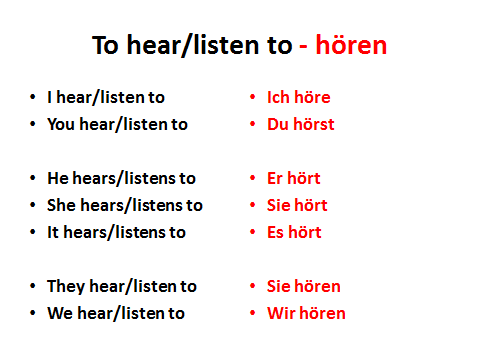 To hear/listen to - hören
• I hear/listen to • Ich höre
• You hear/listen to • Du hörst
• He hears/listens to • Er hört
• She hears/listens to • Sie hört
• It hears/listens to • Es hört
• They hear/listen to • Sie hören
• We hear/listen to • Wir hören